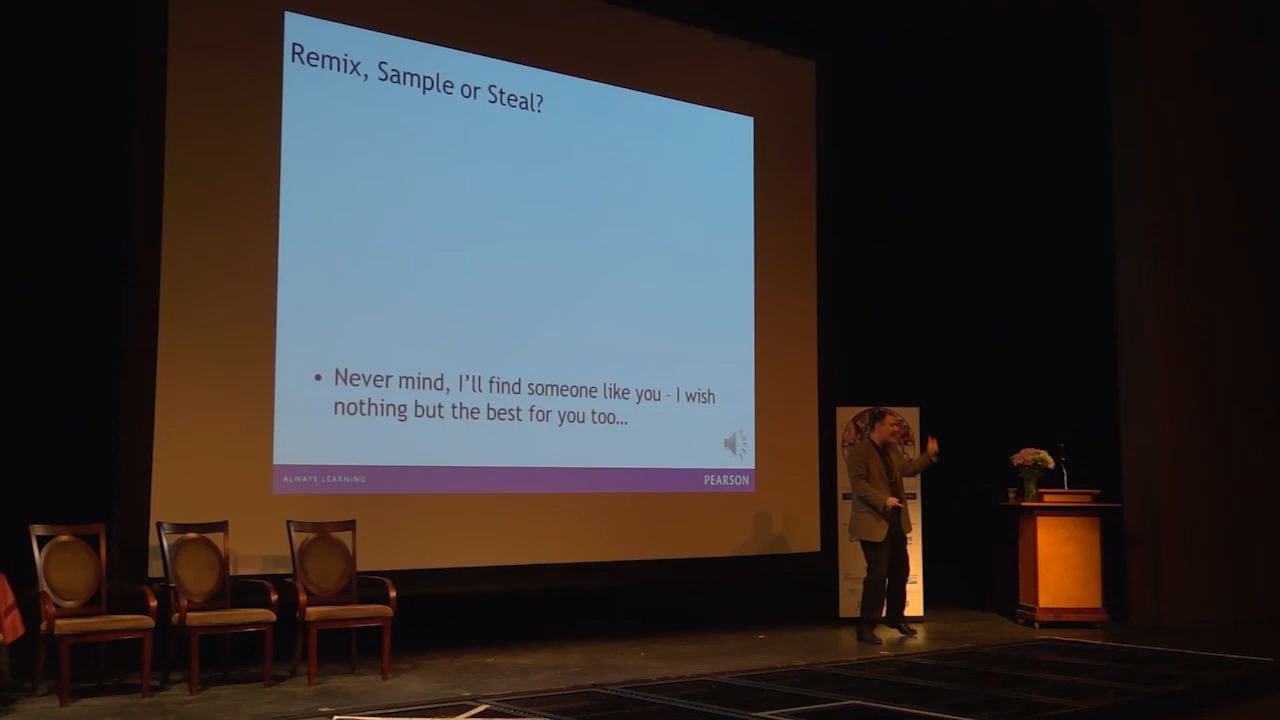 Remix, Sample or Steal?
• Never mind, I'll find someone like you - I wish
nothing but the best for you too...
ALWAYS LEARNING
PEARSON